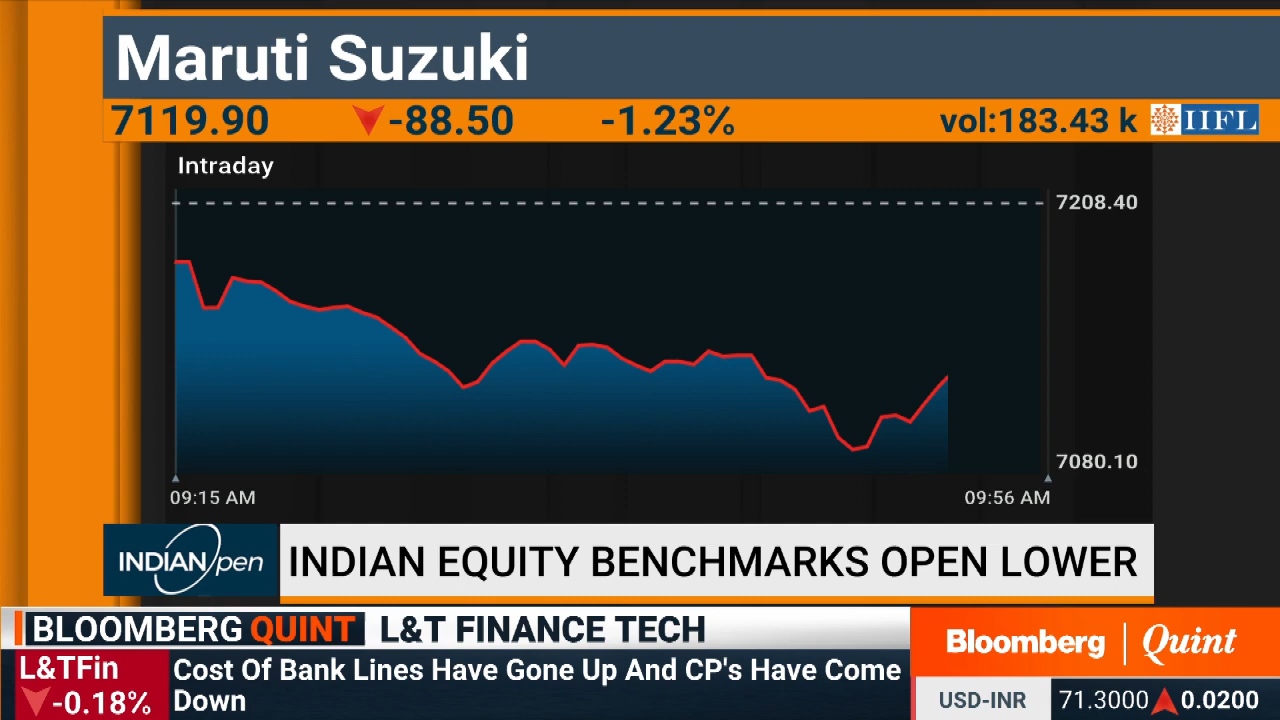 Maruti Suzuki
7119.90 -88.50 -1.23% vol:183.43 k IIFL
Intraday
7208.40
7080.10
09:15 AM 09:56 AM
INDIAN Open INDIAN EQUITY BENCHMARKS OPEN LOWER
BLOOMBERG QUINT L&T FINANCE TECH
L&TFin
-0.18%
Cost Of Bank Lines Have Gone Up And CP's Have Come
Down
Bloomberg | Quint
USD-INR 71.3000 0.0200